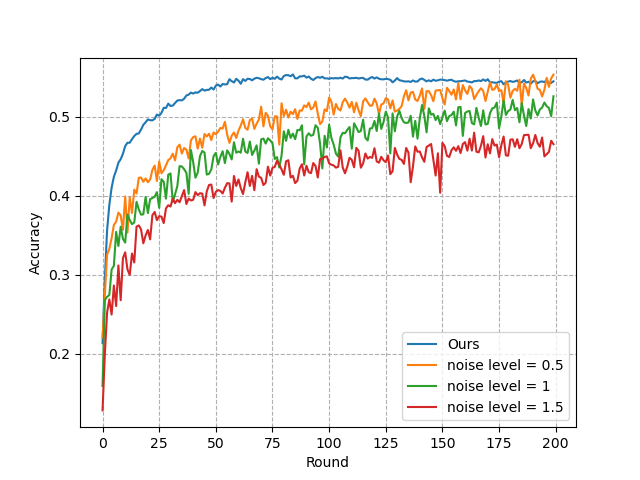 0.5
0.4
0.3
0.2
Accuracy
0
25
50
75
100
125
150
175
200
Round
Ours
noise level = 0.5
noise level = 1
noise level = 1.5